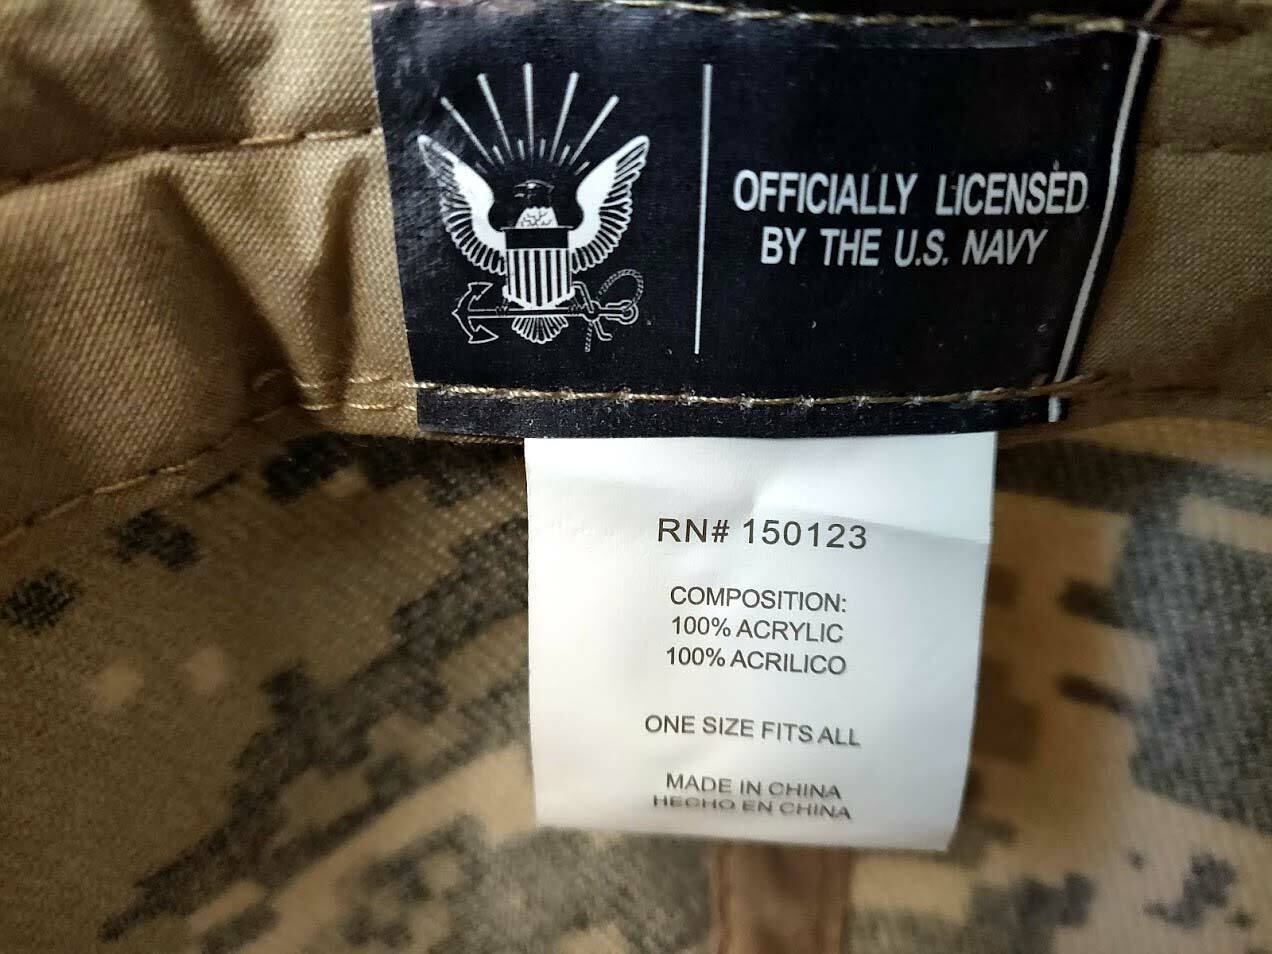 OFFICIALLY LICENSED
BY THE U.S. NAVY
RN# 150123
COMPOSITION:
100% ACRYLIC
100% ACRILICO
ONE SIZE FITS ALL
MADE IN CHINA
HECHO EN CHINA